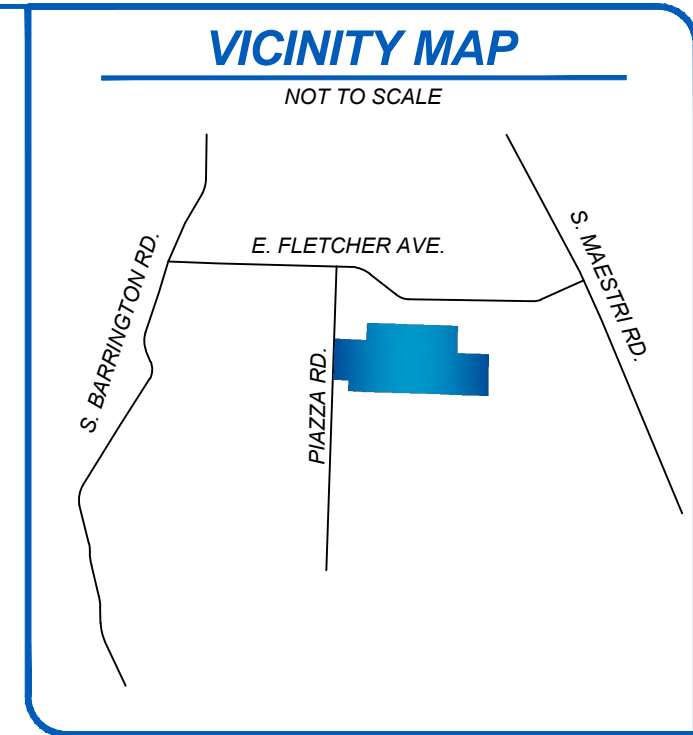 VICINITY MAP
NOT TO SCALE
E. FLETCHER AVE.
S. BARRINGTON RD.
S. MAESTRI RD.
PIAZZA RD.